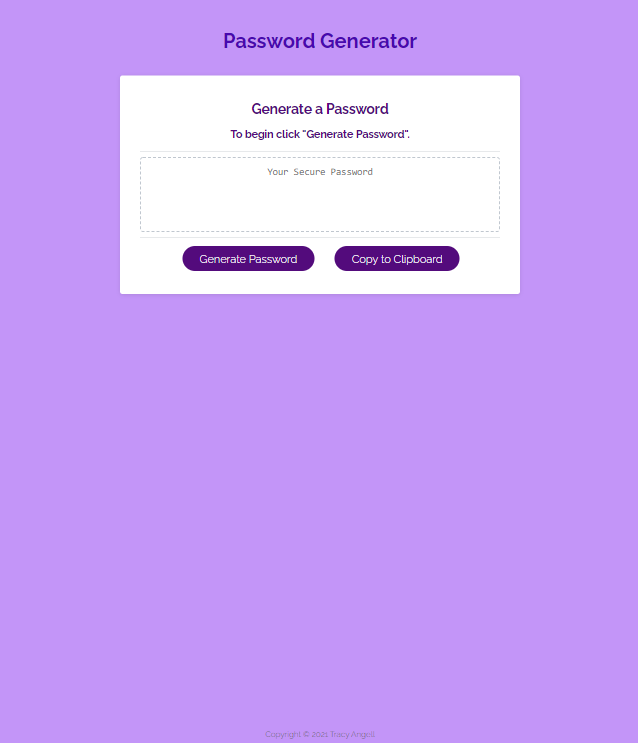 Password Generator
Generate a Password
To begin click "Generate Password".
Your Secure Password
Generate Password Copy to Clipboard
Copyright © 2021 Tracy Angell